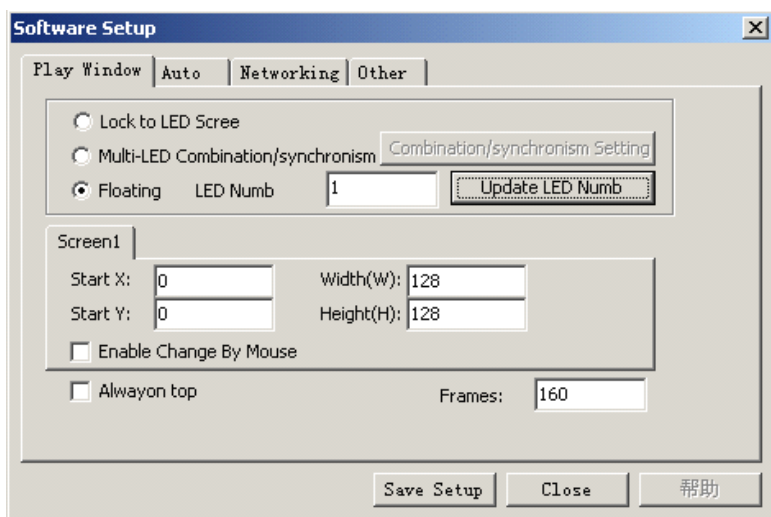 Software Setup
Play Window Auto Networking Other
Lock to LED Scree
Multi-LED Combination/synchronism Combination/synchronism Setting
Floating LED Numb 1 Update LED Numb
Screen1
Start X: 0 Width(W): 128
Start Y: 0 Height(H): 128
Enable Change By Mouse
Alwayon top Frames: 160
Save Setup Close 帮助